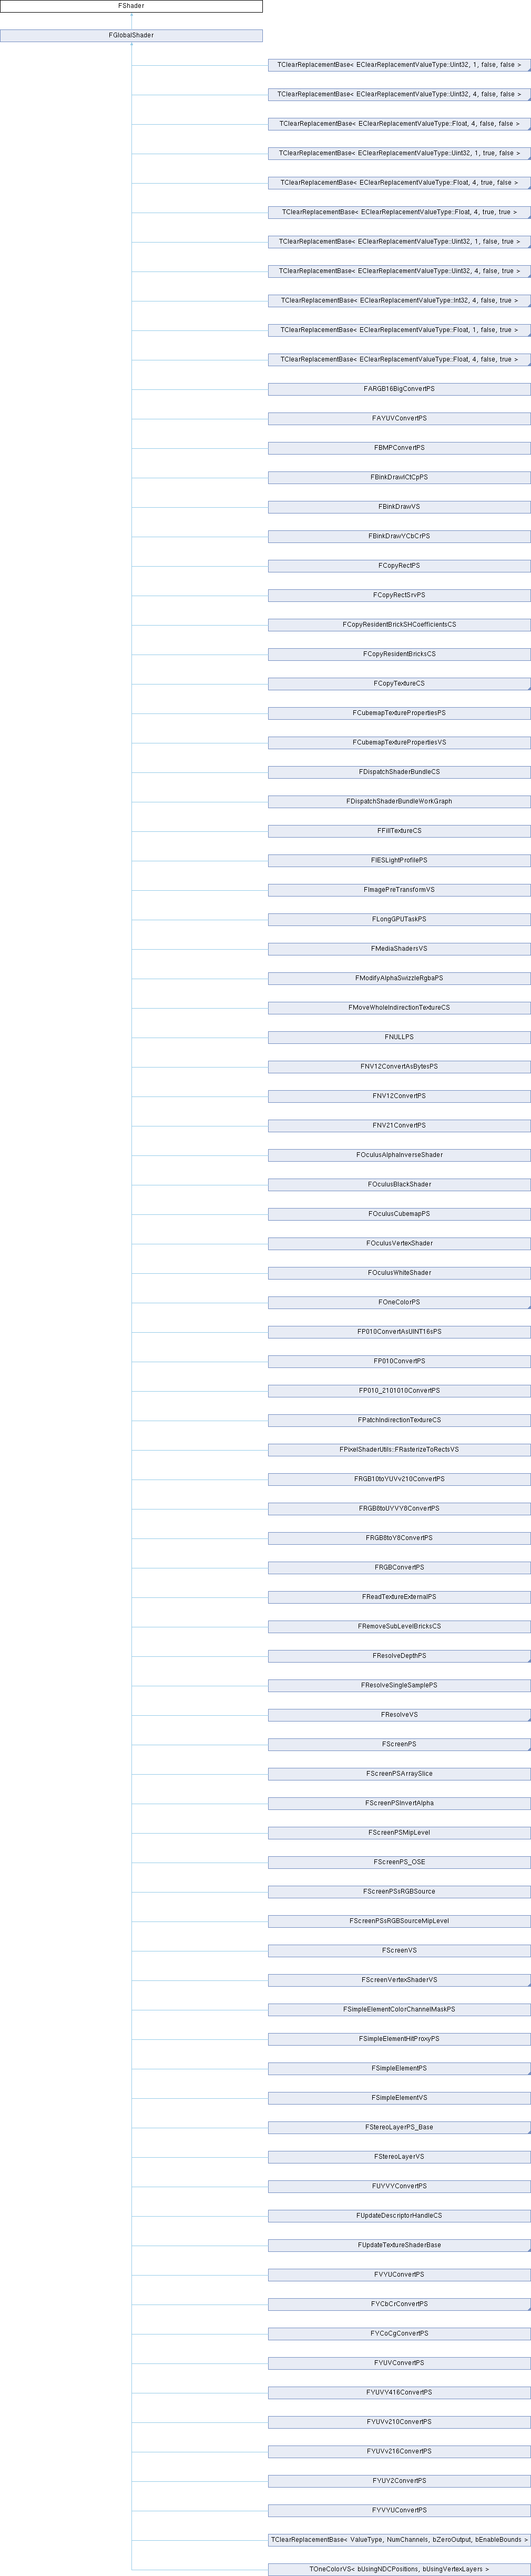 FShader
FGlobalShader
TClearReplacementBase< EClearReplacementValueType::Uint32, 1, false, false >
TClearReplacementBase< EClearReplacementValueType::Uint32, 4, false, false >
TClearReplacementBase< EClearReplacementValueType::Float, 4, false, false >
TClearReplacementBase< EClearReplacementValueType::Uint32, 1, true, false >
TClearReplacementBase< EClearReplacementValueType::Float, 4, true, false >
TClearReplacementBase< EClearReplacementValueType::Float, 4, true, true >
TClearReplacementBase< EClearReplacementValueType::Uint32, 1, false, true >
TClearReplacementBase< EClearReplacementValueType::Uint32, 4, false, true >
TClearReplacementBase< EClearReplacementValueType::Int32, 4, false, true >
TClearReplacementBase< EClearReplacementValueType::Float, 1, false, true >
TClearReplacementBase< EClearReplacementValueType::Float, 4, false, true >
FARGB16BigConvertPS
FAYUVConvertPS
FBMPConvertPS
FBinkDrawICtCpPS
FBinkDrawVS
FBinkDrawYCbCrPS
FCopyRectPS
FCopyRectSrvPS
FCopyResidentBrickSHCoefficientsCS
FCopyResidentBricksCS
FCopyTextureCS
FCubemapTexturePropertiesPS
FCubemapTexturePropertiesVS
FDispatchShaderBundleCS
FDispatchShaderBundleWorkGraph
FFillTextureCS
FIESLightProfilePS
FImagePreTransformVS
FLongGPUTaskPS
FMediaShadersVS
FModifyAlphaSwizzleRgbaPS
FMoveWholeIndirectionTextureCS
FNULLPS
FNV12ConvertAsBytesPS
FNV12ConvertPS
FNV21ConvertPS
FOculusAlphaInverseShader
FOculusBlackShader
FOculusCubemapPS
FOculusVertexShader
FOculusWhiteShader
FOneColorPS
FP010ConvertAsUINT16sPS
FP010ConvertPS
FP010_2101010ConvertPS
FPatchIndirectionTextureCS
FPixelShaderUtils::FRasterizeToRectsVS
FRGB10toYUVv210ConvertPS
FRGB8toUYVY8ConvertPS
FRGB8toY8ConvertPS
FRGBConvertPS
FReadTextureExternalPS
FRemoveSubLevelBricksCS
FResolveDepthPS
FResolveSingleSamplePS
FResolveVS
FScreenPS
FScreenPSArraySlice
FScreenPSInvertAlpha
FScreenPSMipLevel
FScreenPS_OSE
FScreenPSsRGBSource
FScreenPSsRGBSourceMipLevel
FScreenVS
FScreenVertexShaderVS
FSimpleElementColorChannelMaskPS
FSimpleElementHitProxyPS
FSimpleElementPS
FSimpleElementVS
FStereoLayerPS_Base
FStereoLayerVS
FUYVYConvertPS
FUpdateDescriptorHandleCS
FUpdateTextureShaderBase
FVYUConvertPS
FYCbCrConvertPS
FYCoCgConvertPS
FYUVConvertPS
FYUVY416ConvertPS
FYUVv210ConvertPS
FYUVv216ConvertPS
FYUY2ConvertPS
FYVYUConvertPS
TClearReplacementBase< ValueType, NumChannels, bZeroOutput, bEnableBounds >
TOneColorVS< bUsingNDCPositions, bUsingVertexLayers >